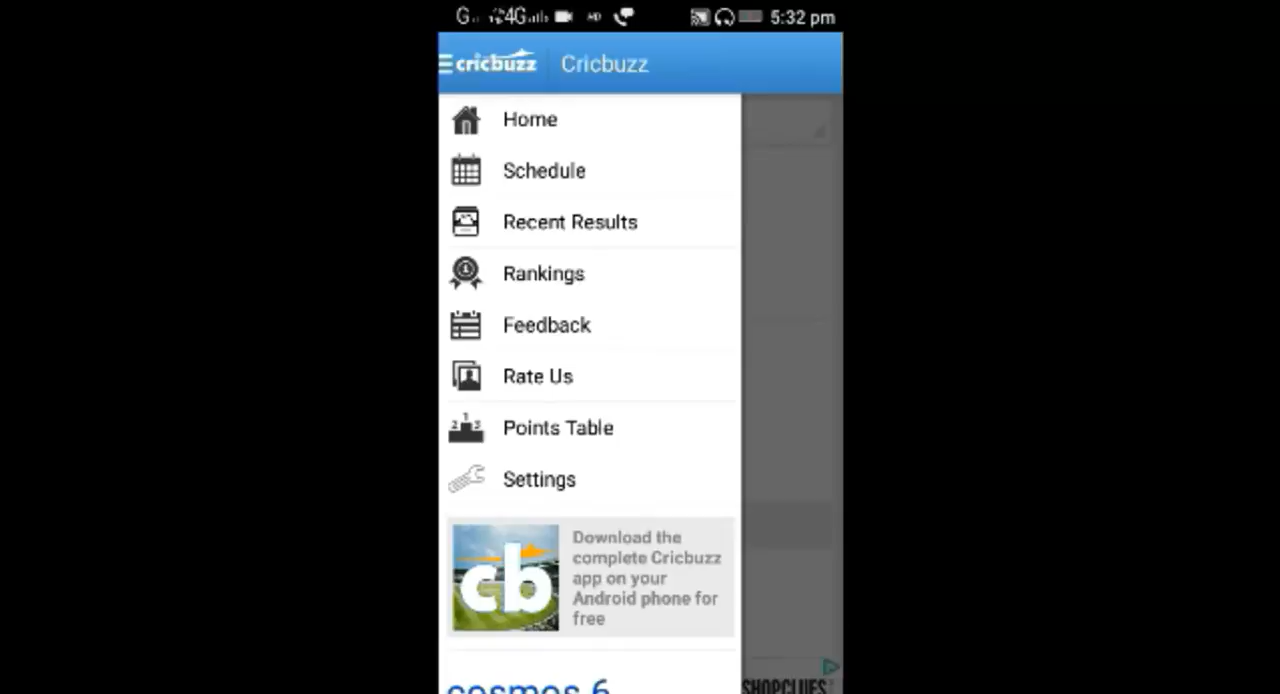 4G 5:32 pm
cricbuzz Cricbuzz
Home
Schedule
Recent Results
Rankings
Feedback
Rate Us
Points Table
Settings
cb
Download the
complete Cricbuzz
app on your
Android phone for
free
cosmos 6
SHOPCLUES